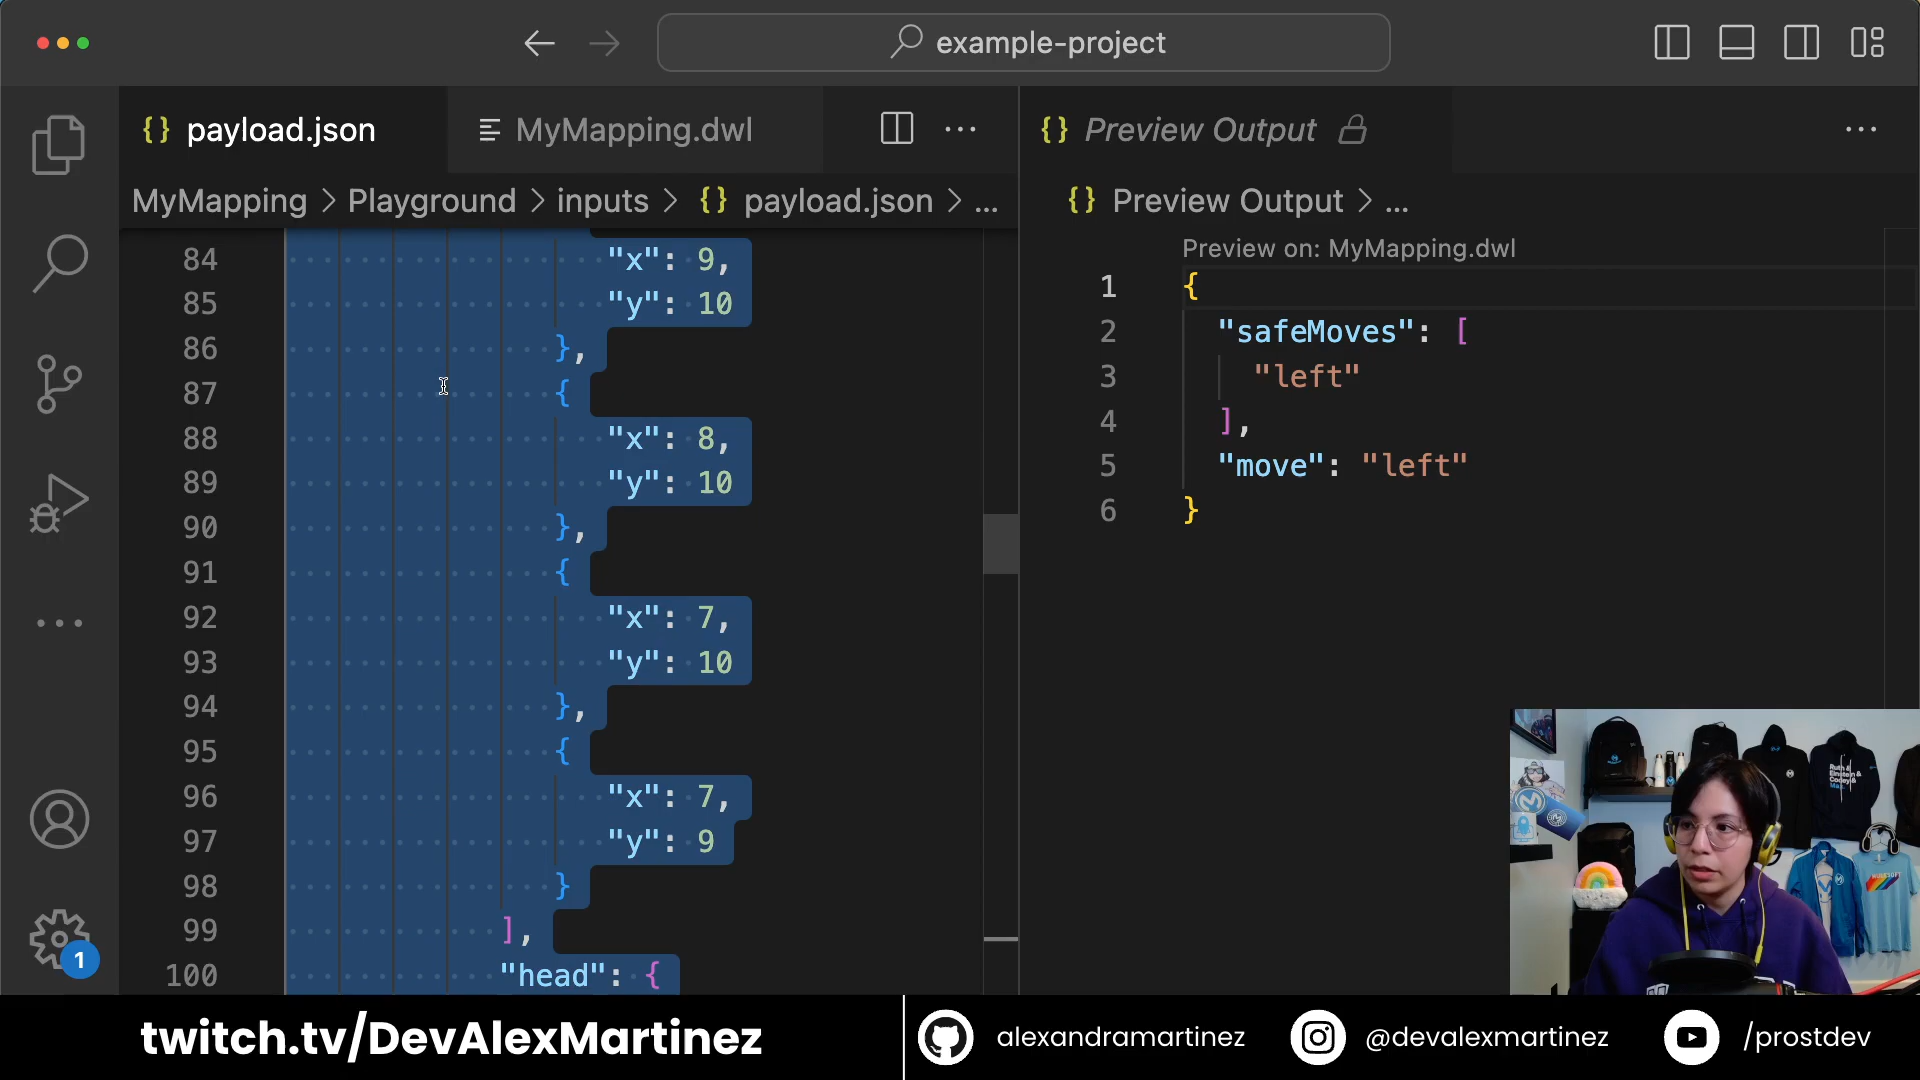 example-project
payload.json
MyMapping.dwl
Preview Output
MyMapping > Playground > inputs > {} payload.json > ...
{} Preview Output > ...
84 "x": 9,
85 "y": 10
86 },
87 {
88 "x": 8,
89 "y": 10
90 },
91 {
92 "x": 7,
93 "y": 10
94 },
95 {
96 "x": 7,
97 "y": 9
98 }
99 ],
100 "head": {
Preview on: MyMapping.dwl
1 {
2 "safeMoves": [
3 "left"
4 ],
5 "move": "left"
6 }
1
twitch.tv/DevAlexMartinez
alexandramartinez
@devalexmartinez
/prostdev